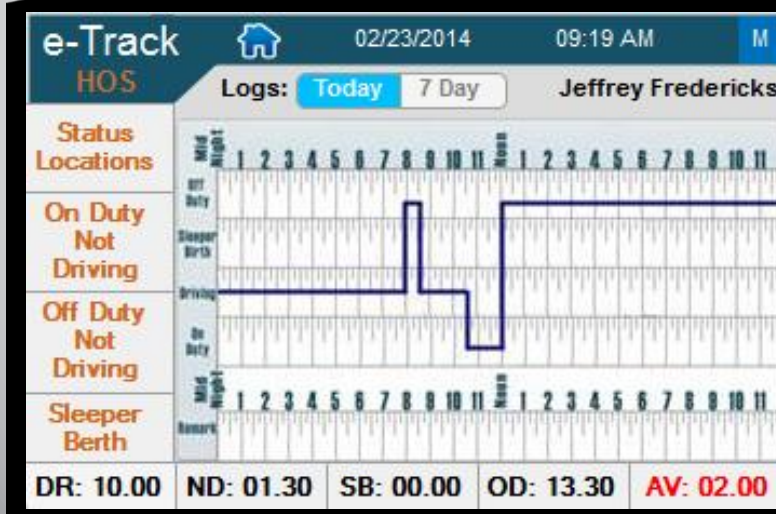 e-Track
HOS
02/23/2014 09:19 AM M
Logs: Today 7 Day Jeffrey Fredericks
Status
Locations
On Duty
Not
Driving
Off Duty
Not
Driving
Sleeper
Berth
Mid
Night 1 2 3 4 5 6 7 8 9 10 11 Noon 1 2 3 4 5 6 7 8 9 10 11
Off
Duty
Sleeper
Birth
Driving
On
Duty
Mid
Night 1 2 3 4 5 6 7 8 9 10 11 Noon 1 2 3 4 5 6 7 8 9 10 11
Remark
DR: 10.00 ND: 01.30 SB: 00.00 OD: 13.30 AV: 02.00